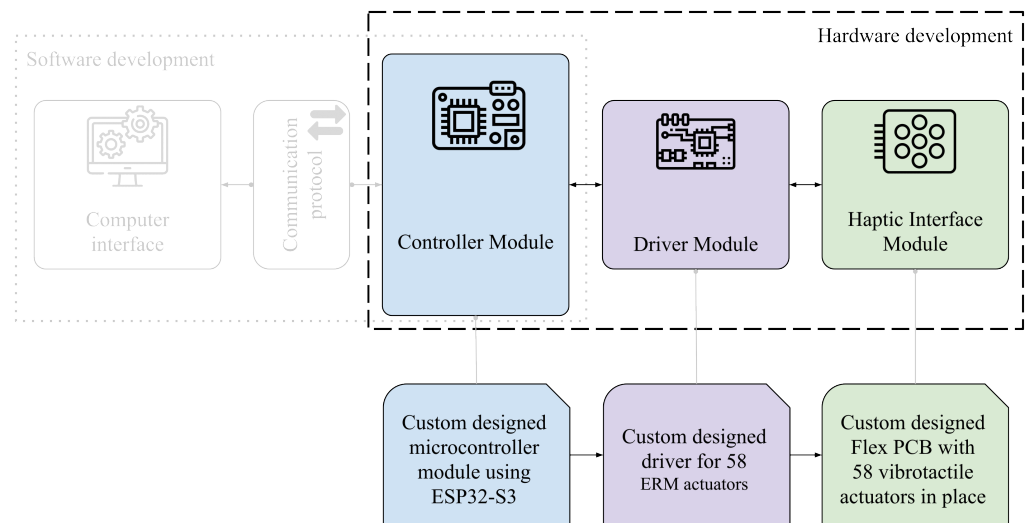 Hardware development
Software development
Computer
interface
Communication
protocol
Controller Module
Driver Module
Haptic Interface
Module
Custom designed
microcontroller
module using
ESP32-S3
Custom designed
driver for 58
ERM actuators
Custom designed
Flex PCB with
58 vibrotactile
actuators in place